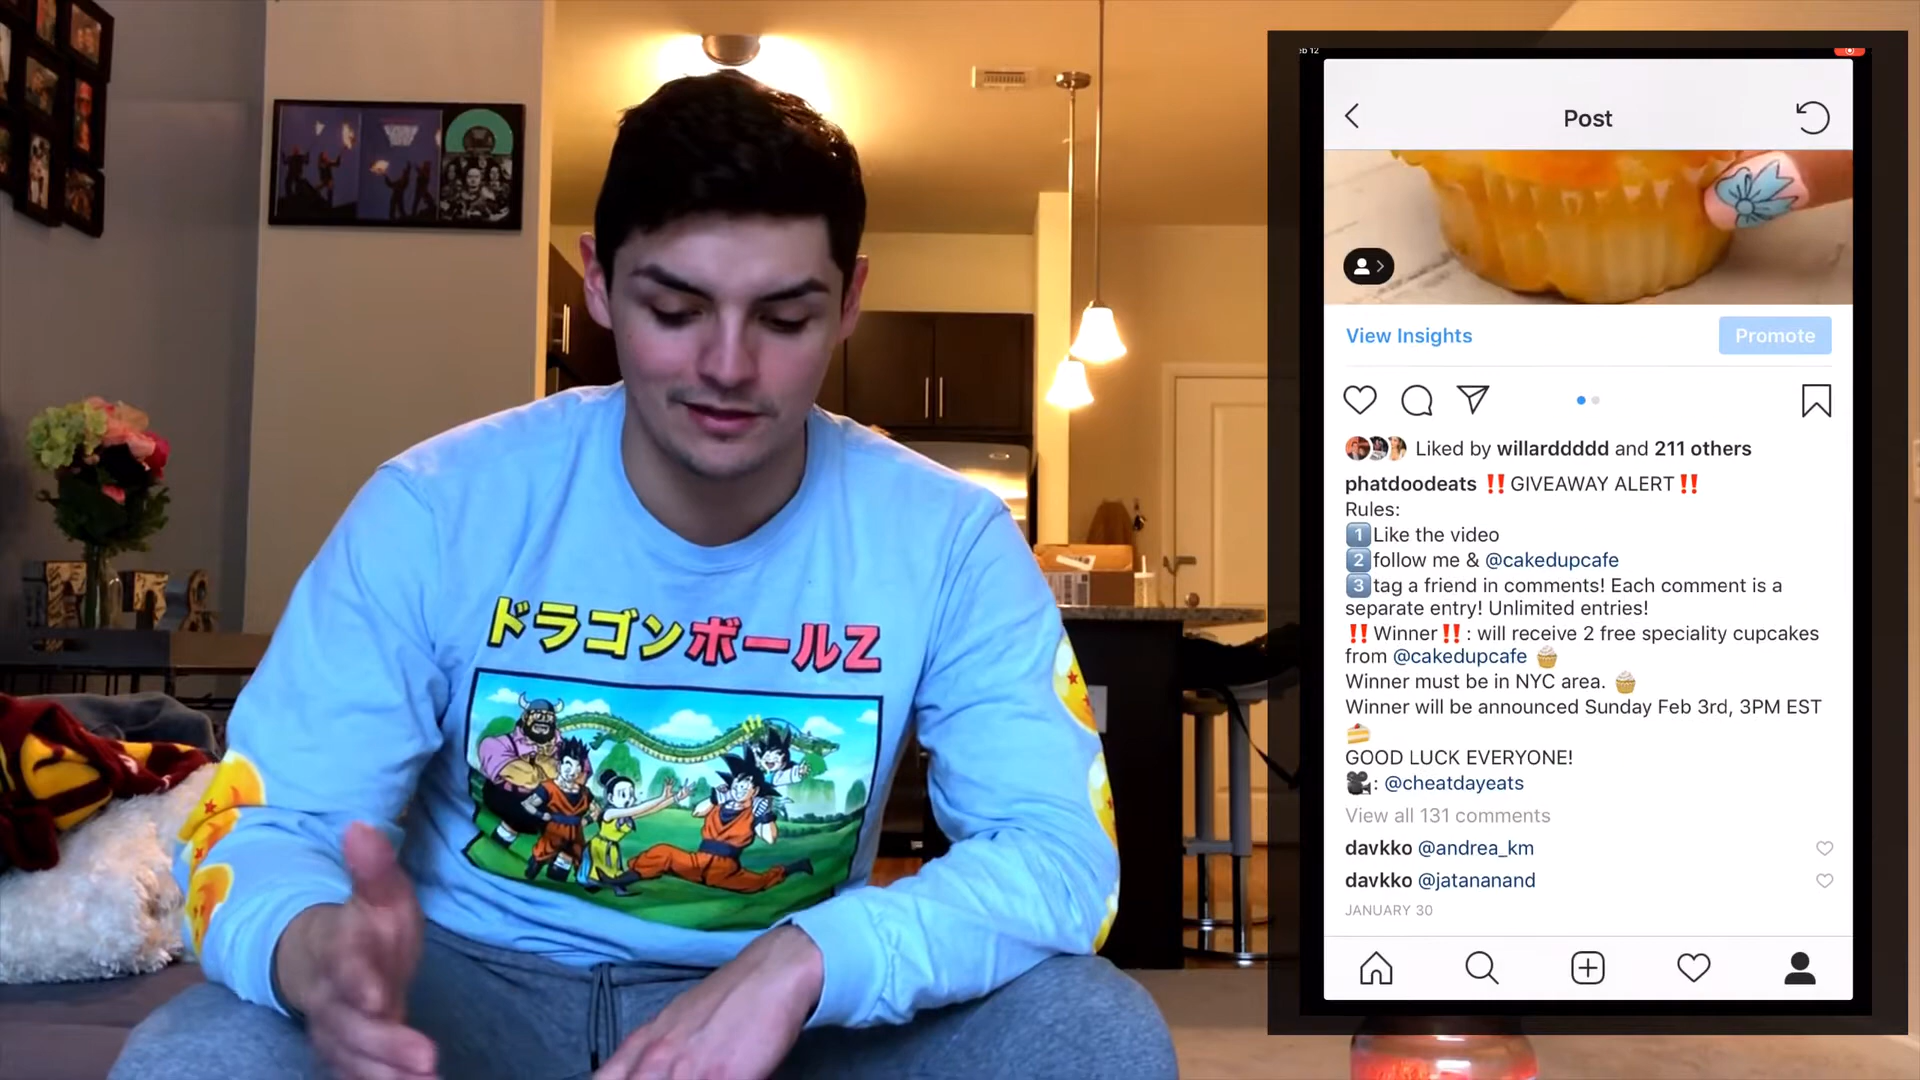 ドラゴンボールZ
eb 12
Post
View Insights
Promote
Liked by willarddddd and 211 others
phatdoodeats ‼️GIVEAWAY ALERT‼️
Rules:
1️⃣Like the video
2️⃣follow me & @cakedupcafe
3️⃣tag a friend in comments! Each comment is a
separate entry! Unlimited entries!
‼️Winner‼️: will receive 2 free speciality cupcakes
from @cakedupcafe 🧁
Winner must be in NYC area. 🧁
Winner will be announced Sunday Feb 3rd, 3PM EST
🍰
GOOD LUCK EVERYONE!
🎥: @cheatdayeats
View all 131 comments
davkko @andrea_km
davkko @jatananand
JANUARY 30